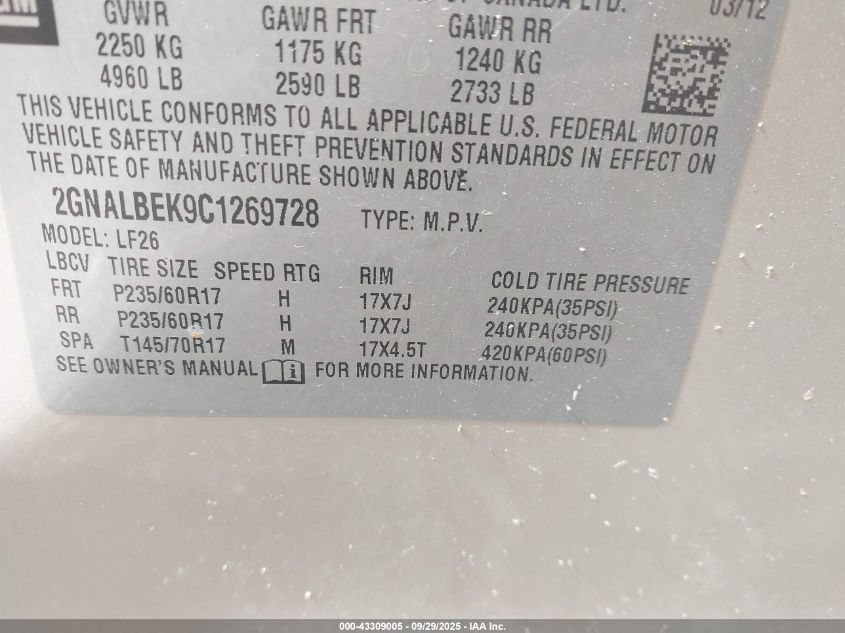 GM
OF CANADA LTD. 03/12
GVWR GAWR FRT GAWR RR
2250 KG 1175 KG 1240 KG
4960 LB 2590 LB 2733 LB
THIS VEHICLE CONFORMS TO ALL APPLICABLE U.S. FEDERAL MOTOR
VEHICLE SAFETY AND THEFT PREVENTION STANDARDS IN EFFECT ON
THE DATE OF MANUFACTURE SHOWN ABOVE.
2GNALBEK9C1269728 TYPE: M.P.V.
MODEL: LF26
LBCV TIRE SIZE SPEED RTG RIM COLD TIRE PRESSURE
FRT P235/60R17 H 17X7J 240KPA(35PSI)
RR P235/60R17 H 17X7J 240KPA(35PSI)
SPA T145/70R17 M 17X4.5T 420KPA(60PSI)
SEE OWNER'S MANUAL FOR MORE INFORMATION.
000-43309005 - 09/29/2025 - IAA Inc.